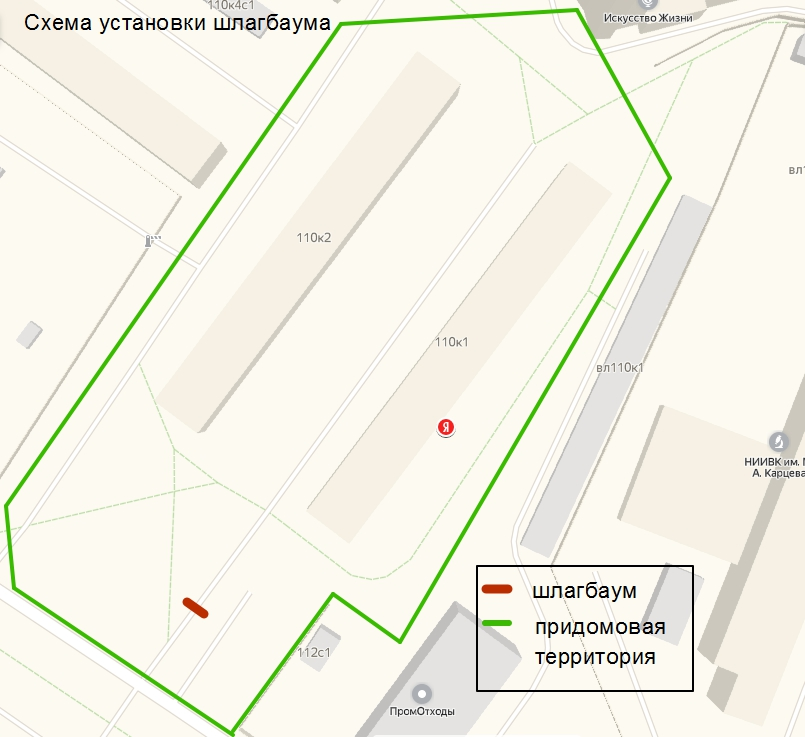 110к4с1
Схема установки шлагбаума
Искусство Жизни
110к2
110к1
вл110к1
Я
НИИВК им.
А. Карцева
шлагбаум
придомовая
территория
112с1
ПромОтходы